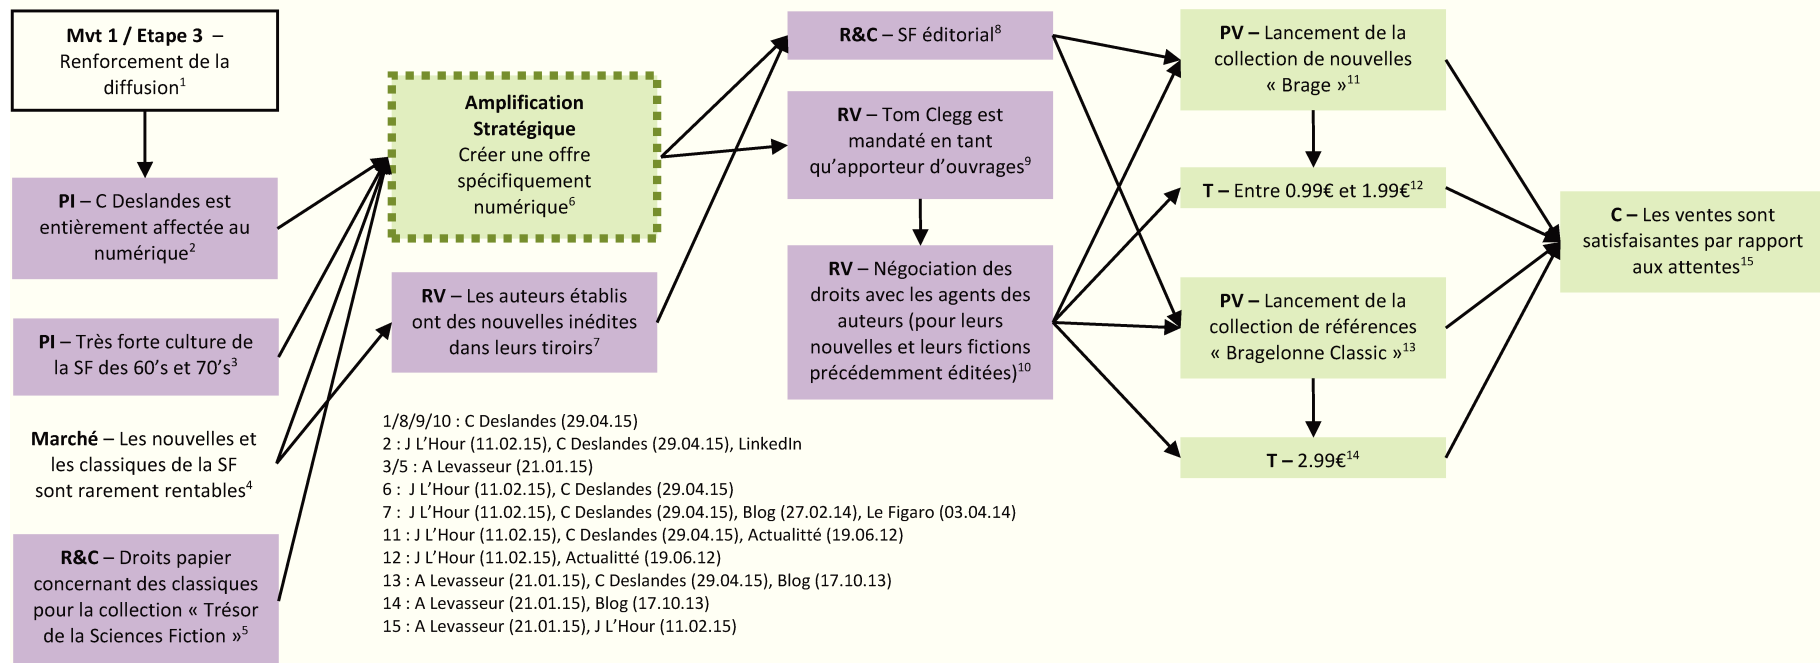 Mvt 1 / Etape 3 –
Renforcement de la
diffusion1
PI – C Deslandes est
entièrement affectée au
numérique2
PI – Très forte culture de
la SF des 60’s et 70’s3
Marché – Les nouvelles et
les classiques de la SF
sont rarement rentables4
R&C – Droits papier
concernant des classiques
pour la collection « Trésor
de la Sciences Fiction »5
Amplification
Stratégique
Créer une offre
spécifiquement
numérique6
RV – Les auteurs établis
ont des nouvelles inédites
dans leurs tiroirs7
R&C – SF éditorial8
RV – Tom Clegg est
mandaté en tant
qu’apporteur d’ouvrages9
RV – Négociation des
droits avec les agents des
auteurs (pour leurs
nouvelles et leurs fictions
précédemment éditées)10
PV – Lancement de la
collection de nouvelles
« Brage »11
T – Entre 0.99€ et 1.99€12
PV – Lancement de la
collection de références
« Bragelonne Classic »13
T – 2.99€14
C – Les ventes sont
satisfaisantes par rapport
aux attentes15
1/8/9/10 : C Deslandes (29.04.15)
2 : J L’Hour (11.02.15), C Deslandes (29.04.15), LinkedIn
3/5 : A Levasseur (21.01.15)
6 : J L’Hour (11.02.15), C Deslandes (29.04.15)
7 : J L’Hour (11.02.15), C Deslandes (29.04.15), Blog (27.02.14), Le Figaro (03.04.14)
11 : J L’Hour (11.02.15), C Deslandes (29.04.15), Actualitté (19.06.12)
12 : J L’Hour (11.02.15), Actualitté (19.06.12)
13 : A Levasseur (21.01.15), C Deslandes (29.04.15), Blog (17.10.13)
14 : A Levasseur (21.01.15), Blog (17.10.13)
15 : A Levasseur (21.01.15), J L’Hour (11.02.15)